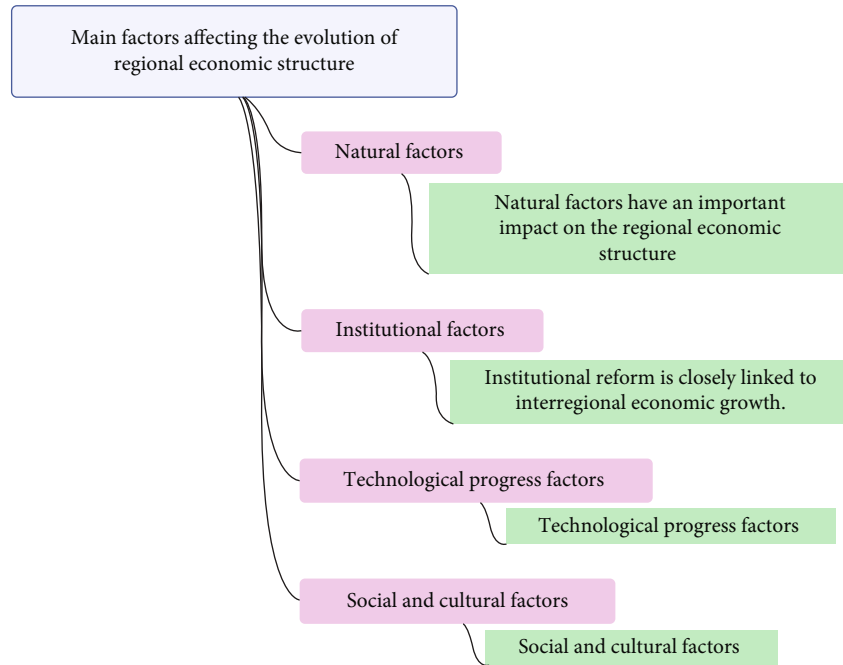 Main factors affecting the evolution of
regional economic structure
Natural factors
Natural factors have an important
impact on the regional economic
structure
Institutional factors
Institutional reform is closely linked to
interregional economic growth.
Technological progress factors
Technological progress factors
Social and cultural factors
Social and cultural factors